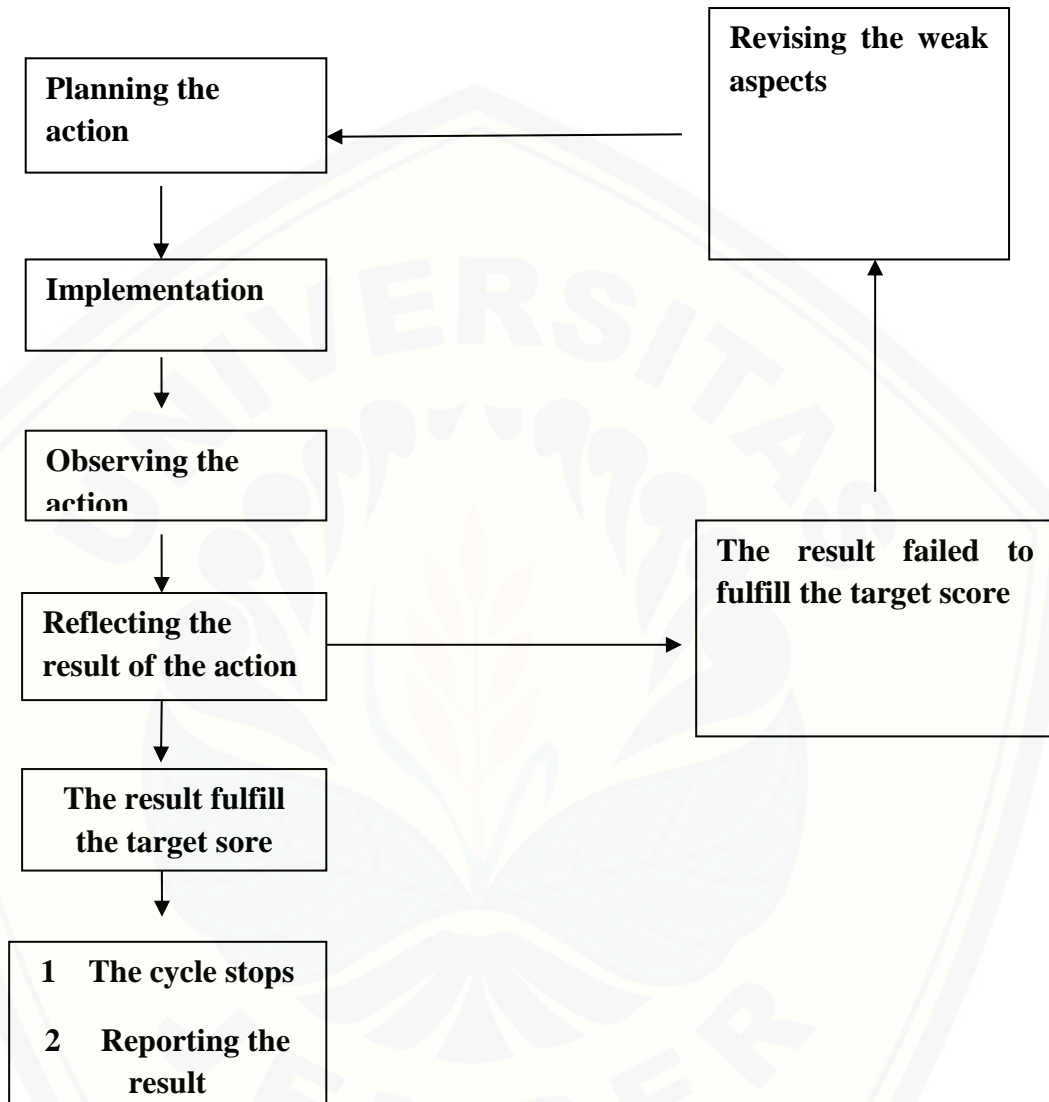 Revising the weak
aspects
Planning the
action
Implementation
Observing the
action
Reflecting the
result of the action
The result failed to
fulfill the target score
The result fulfill
the target sore
1 The cycle stops
2 Reporting the
result
UNIVERSITAS
JEMBER